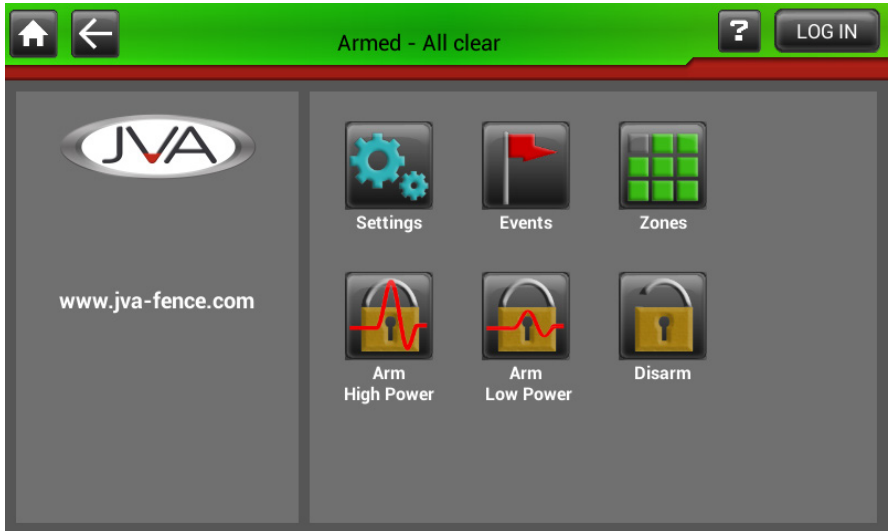 Armed - All clear
?
LOG IN
JVA
www.jva-fence.com
Settings
Events
Zones
Arm
High Power
Arm
Low Power
Disarm